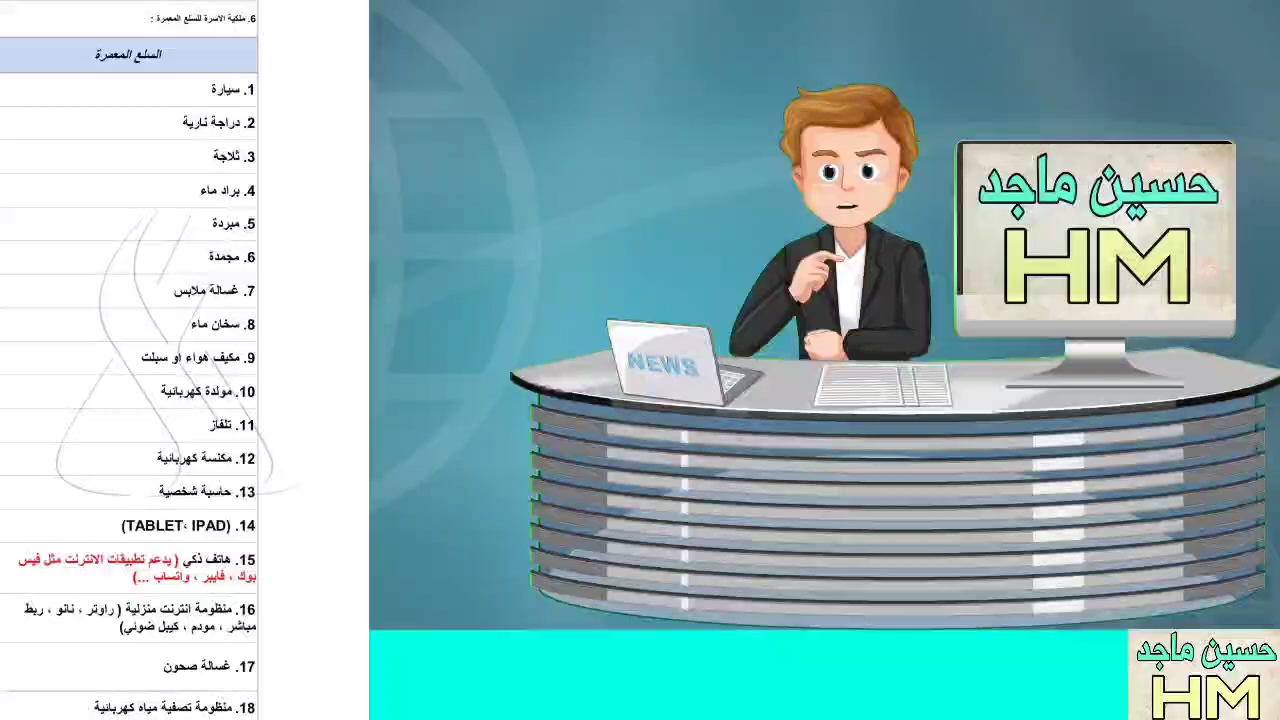 6. ملكية الاسرة للسلع المعمرة :
السلع المعمرة
1. سيارة
2. دراجة نارية
3. ثلاجة
4. براد ماء
5. مبردة
6. مجمدة
7. غسالة ملابس
8. سخان ماء
9. مكيف هواء او سبلت
10. مولدة كهربائية
11. تلفاز
12. مكنسة كهربائية
13. حاسبة شخصية
14. (TABLET، IPAD)
15. هاتف ذكي ( يدعم تطبيقات الانترنت مثل فيس
بوك ، فايبر ، واتساب ...)
16. منظومة انترنت منزلية ( راوتر ، نانو ، ربط
مباشر ، مودم ، كيبل ضوئي)
17. غسالة صحون
18. منظومة تصفية مياه كهربائية
حسين ماجد
HM
NEWS
حسين ماجد
HM